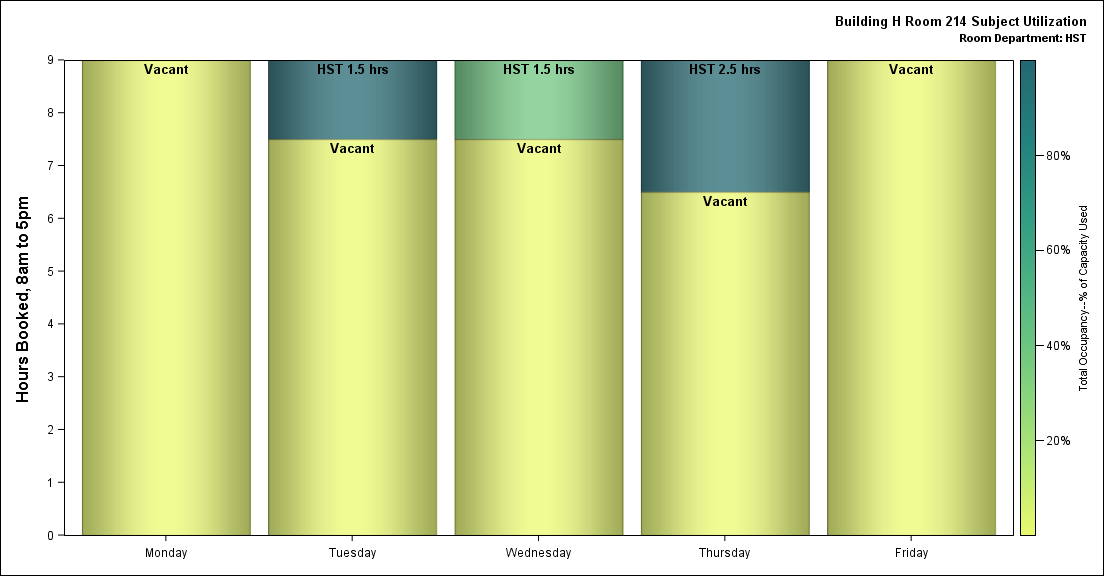 Building H Room 214 Subject Utilization
Room Department: HST
Hours Booked, 8am to 5pm
9
8
7
6
5
4
3
2
1
0
Vacant
HST 1.5 hrs
Vacant
HST 1.5 hrs
Vacant
HST 2.5 hrs
Vacant
Vacant
Monday
Tuesday
Wednesday
Thursday
Friday
80%
60%
40%
20%
Total Occupancy--% of Capacity Used